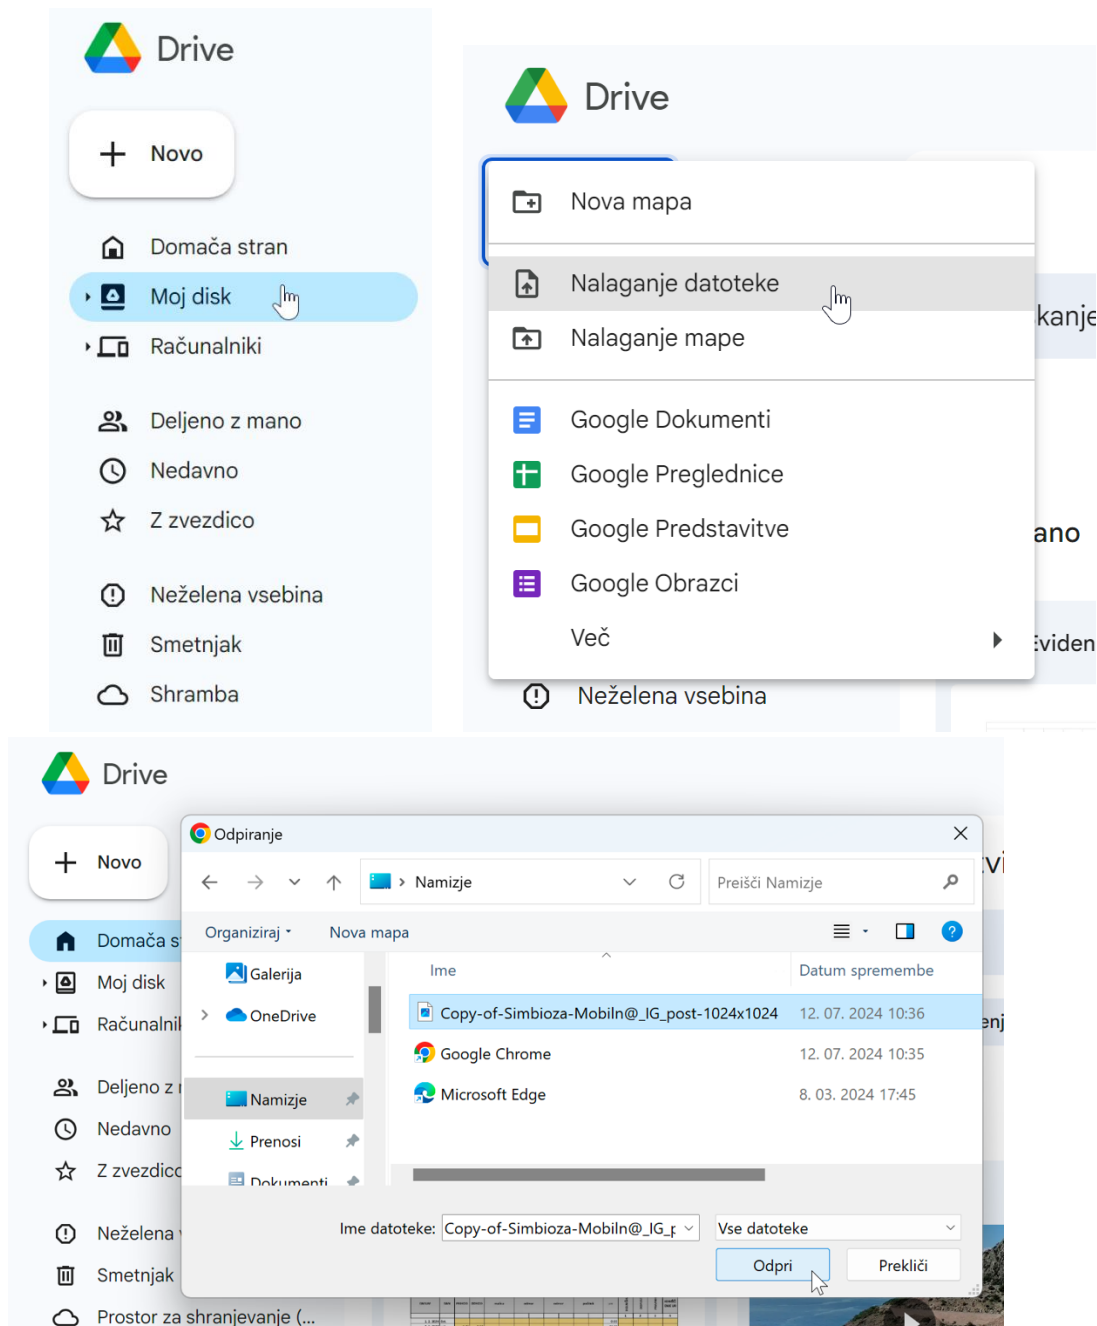 Drive
Novo
Domača stran
Moj disk
Računalniki
Deljeno z mano
Nedavno
Z zvezdico
Neželena vsebina
Smetnjak
Shramba
Drive
Nova mapa
Nalaganje datoteke
Nalaganje mape
Google Dokumenti
Google Preglednice
Google Predstavitve
Google Obrazci
Več
Neželena vsebina
kanje
ano
Eviden
Drive
Novo
Domača s
Moj disk
Računalnik
Deljeno z
Nedavno
Z zvezdico
Neželena
Smetnjak
Prostor za shranjevanje (...
Odpiranje
Namizje
Preišči Namizje
Organiziraj
Nova mapa
Galerija
OneDrive
Namizje
Prenosi
Dokumenti
Ime Datum spremembe
Copy-of-Simbioza-Mobiln@_IG_post-1024x1024 12. 07. 2024 10:36
Google Chrome 12. 07. 2024 10:35
Microsoft Edge 8. 03. 2024 17:45
Ime datoteke: Copy-of-Simbioza-Mobiln@_IG_p Vse datoteke
Odpri Prekliči